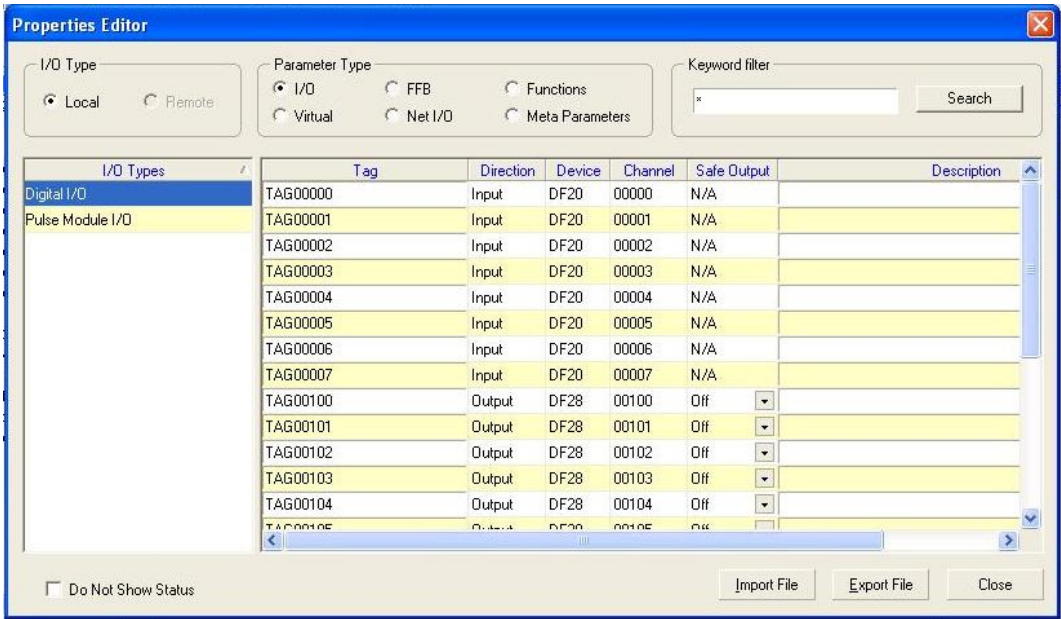 Properties Editor
I/O Type
Local
Remote
Parameter Type
I/O
FFB
Functions
Virtual
Net I/O
Meta Parameters
Keyword filter
*
Search
I/O Types
Digital I/O
Pulse Module I/O
Tag Direction Device Channel Safe Output Description
TAG00000 Input DF20 00000 N/A
TAG00001 Input DF20 00001 N/A
TAG00002 Input DF20 00002 N/A
TAG00003 Input DF20 00003 N/A
TAG00004 Input DF20 00004 N/A
TAG00005 Input DF20 00005 N/A
TAG00006 Input DF20 00006 N/A
TAG00007 Input DF20 00007 N/A
TAG00100 Output DF28 00100 Off
TAG00101 Output DF28 00101 Off
TAG00102 Output DF28 00102 Off
TAG00103 Output DF28 00103 Off
TAG00104 Output DF28 00104 Off
Do Not Show Status
Import File
Export File
Close